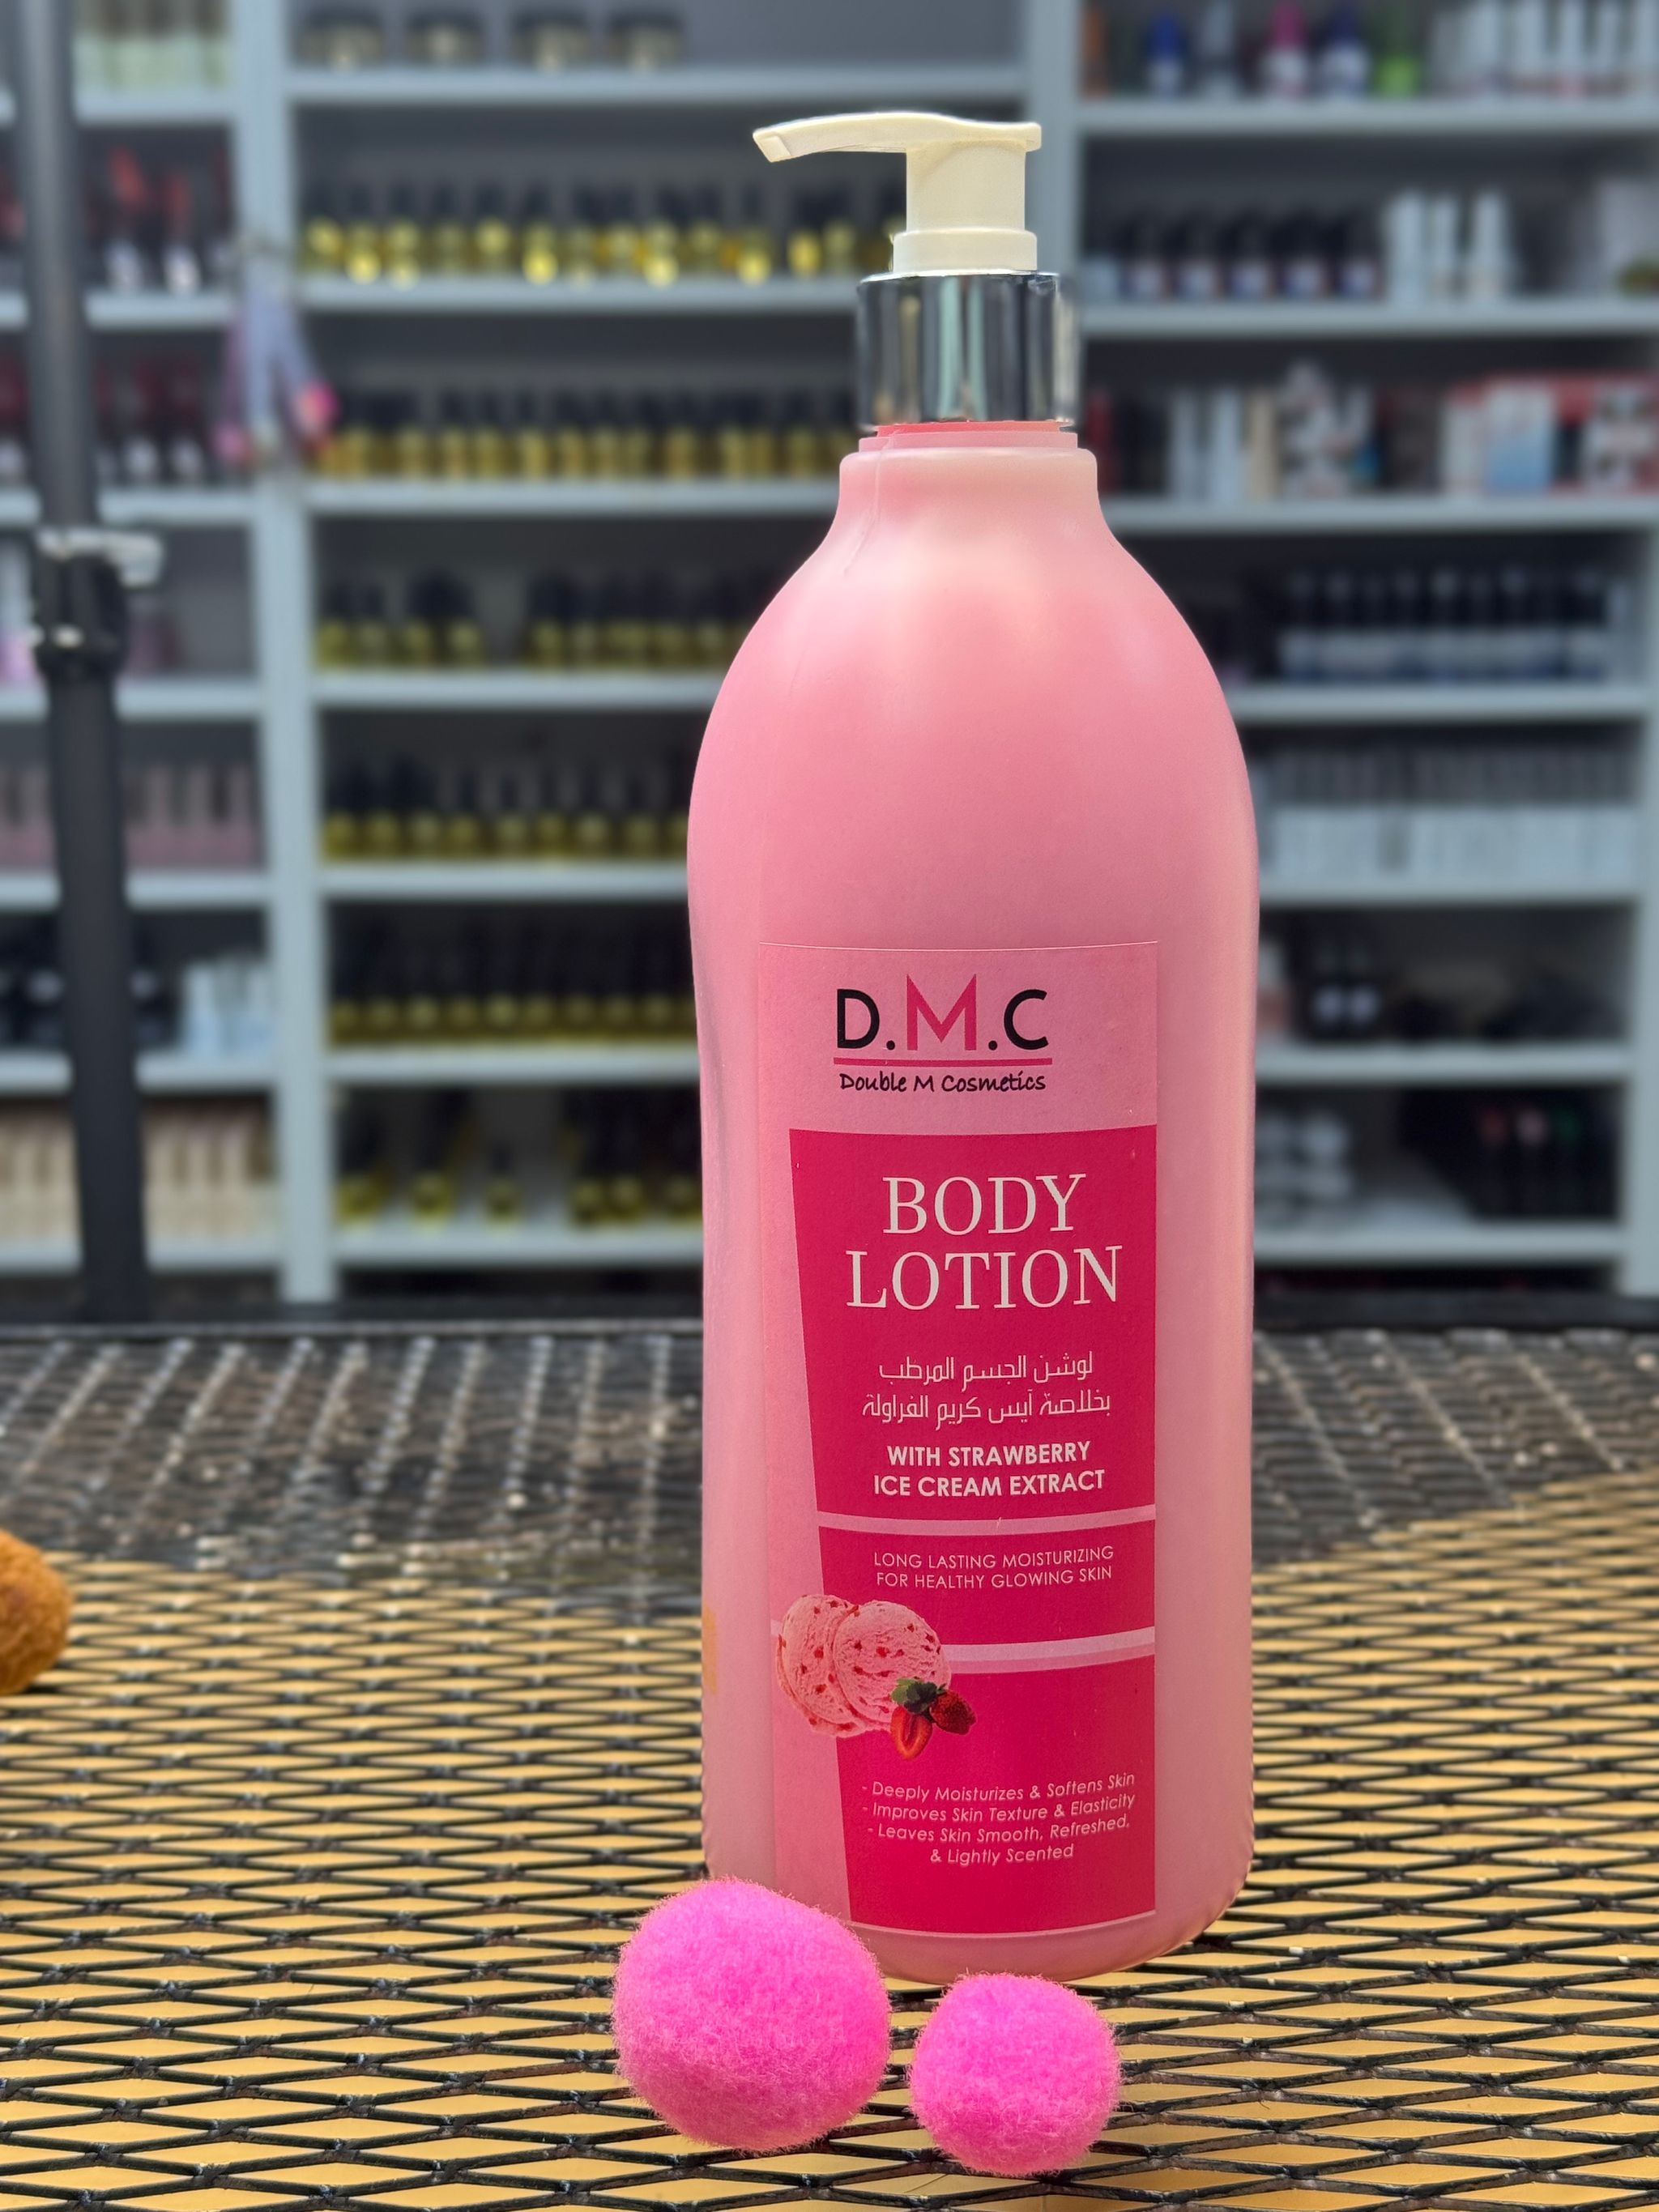 D.M.C
Double M Cosmetics
BODY
LOTION
لوشن الجسم المرطب
بخلاصة آيس كريم الفراولة
WITH STRAWBERRY
ICE CREAM EXTRACT
LONG LASTING MOISTURIZING
FOR HEALTHY GLOWING SKIN
- Deeply Moisturizes & Softens Skin
- Improves Skin Texture & Elasticity
- Leaves Skin Smooth, Refreshed,
& Lightly Scented